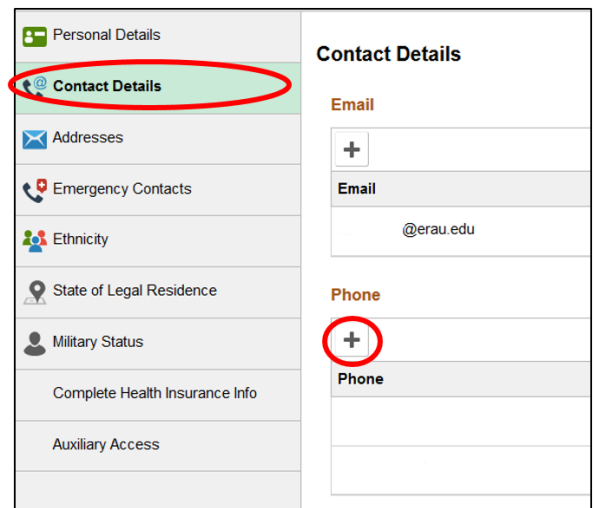 Personal Details
Contact Details
Addresses
Emergency Contacts
Ethnicity
State of Legal Residence
Military Status
Complete Health Insurance Info
Auxiliary Access
Contact Details
Email
+
Email
@erau.edu
Phone
+
Phone